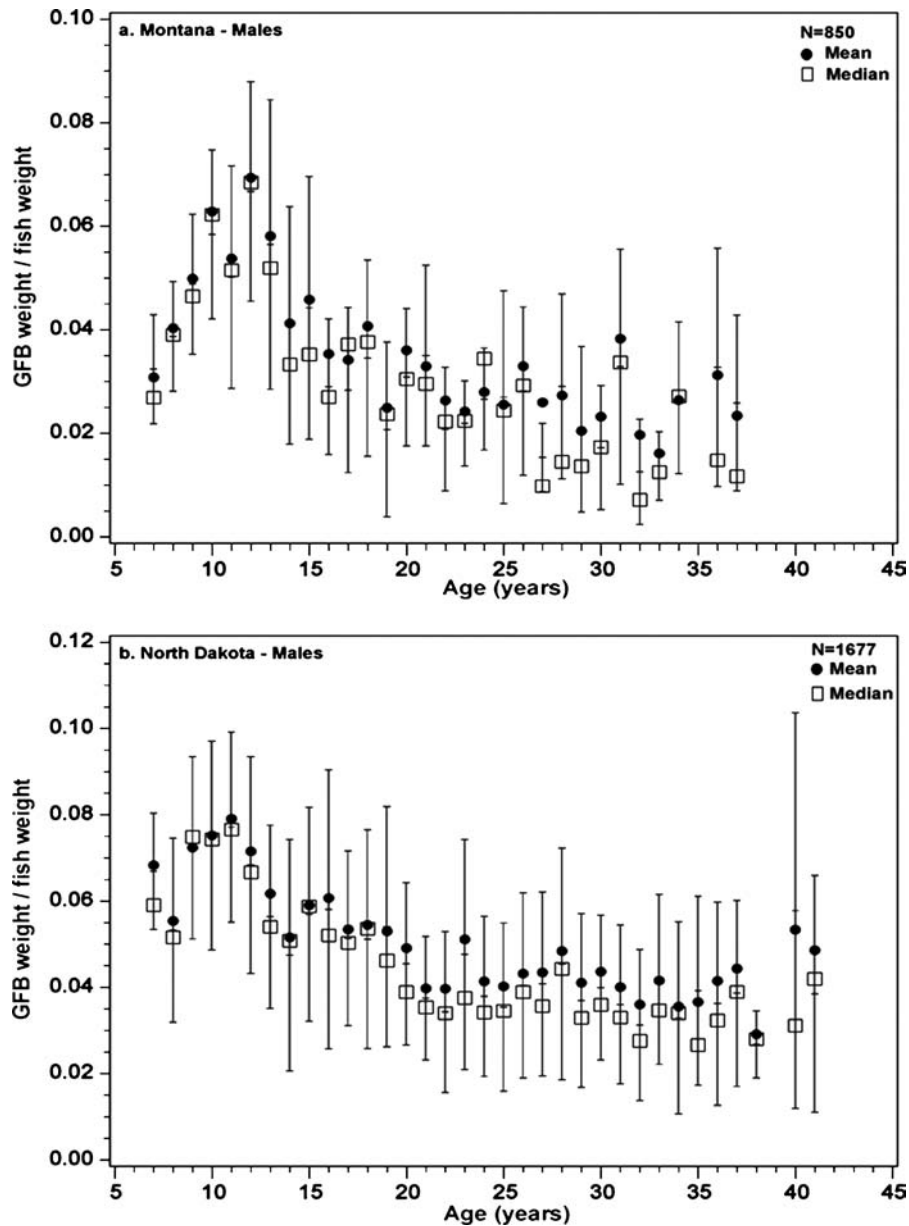 a. Montana - Males
N=850
Mean
Median
GFB weight / fish weight
0.10
0.08
0.06
0.04
0.02
0.00
5 10 15 20 25 30 35 40 45
Age (years)
b. North Dakota - Males
N=1677
Mean
Median
GFB weight / fish weight
0.12
0.10
0.08
0.06
0.04
0.02
0.00
5 10 15 20 25 30 35 40 45
Age (years)